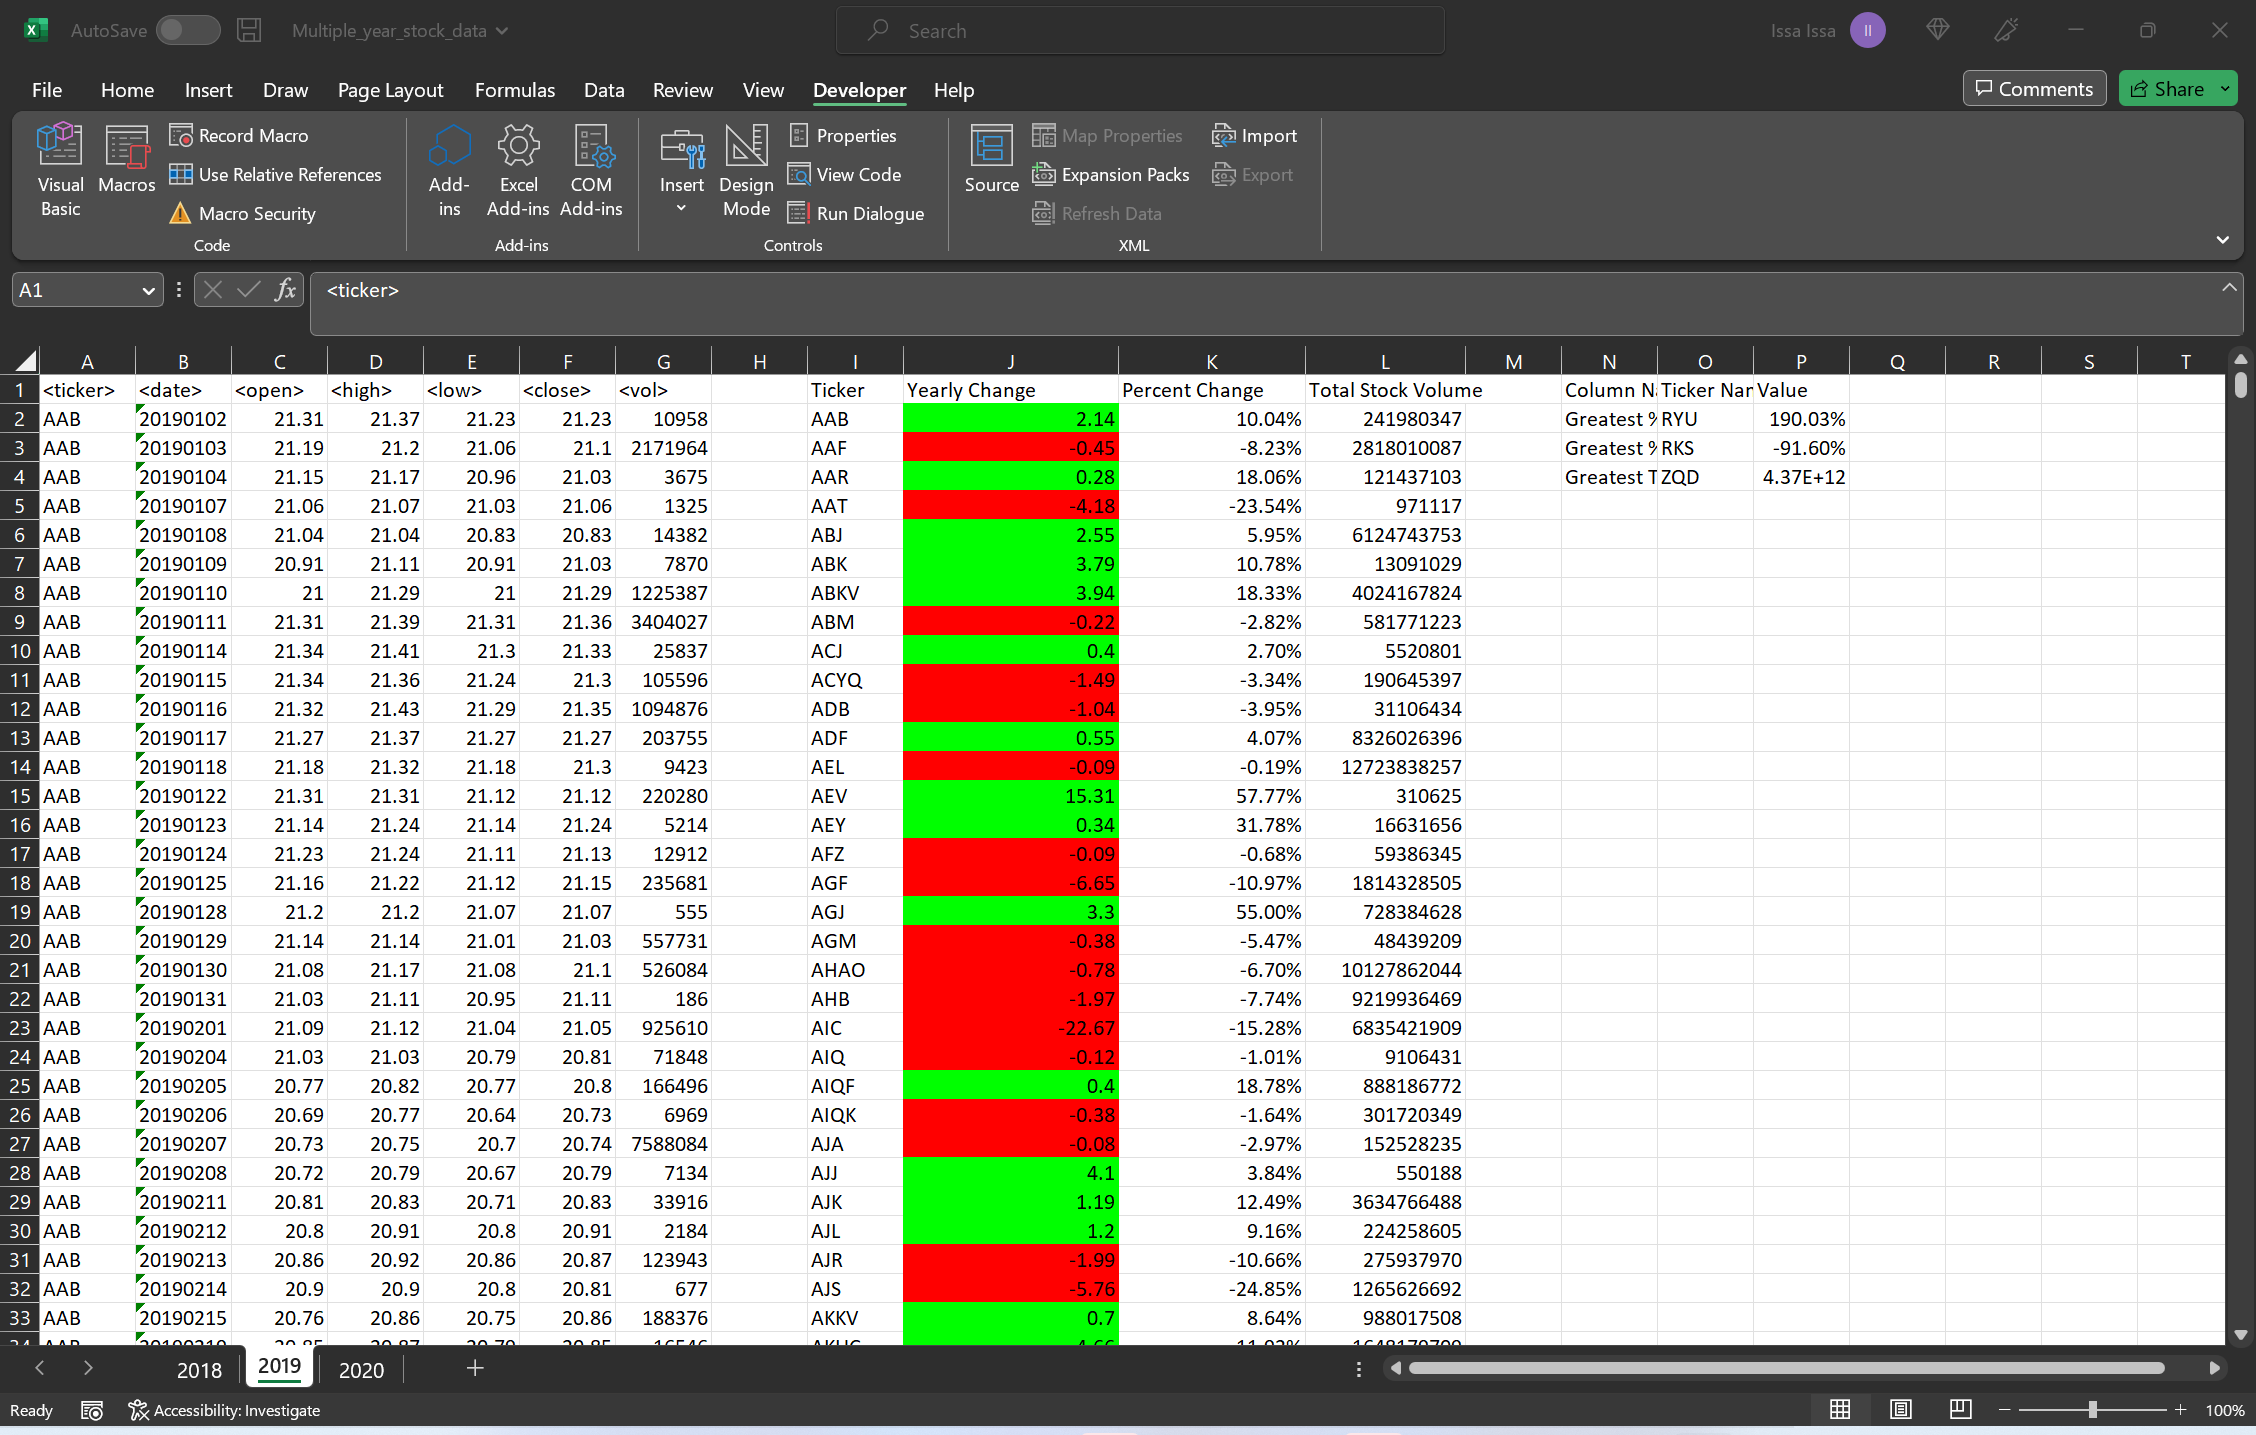 AutoSave Multiple_year_stock_data Search Issa Issa II
File Home Insert Draw Page Layout Formulas Data Review View Developer Help Comments Share
Visual Basic Macros Record Macro Use Relative References Macro Security Code
Add-ins Excel Add-ins COM Add-ins Add-ins
Insert Design Mode Properties View Code Run Dialogue Controls
Source Map Properties Expansion Packs Refresh Data Import Export XML
A1 fx <ticker>
A B C D E F G H I J K L M N O P Q R S T
1 <ticker> <date> <open> <high> <low> <close> <vol> Ticker Yearly Change Percent Change Total Stock Volume Column Na Ticker Nar Value
2 AAB 20190102 21.31 21.37 21.23 21.23 10958 AAB 2.14 10.04% 241980347 Greatest % RYU 190.03%
3 AAB 20190103 21.19 21.2 21.06 21.1 2171964 AAF -0.45 -8.23% 2818010087 Greatest % RKS -91.60%
4 AAB 20190104 21.15 21.17 20.96 21.03 3675 AAR 0.28 18.06% 121437103 Greatest T ZQD 4.37E+12
5 AAB 20190107 21.06 21.07 21.03 21.06 1325 AAT -4.18 -23.54% 971117
6 AAB 20190108 21.04 21.04 20.83 20.83 14382 ABJ 2.55 5.95% 6124743753
7 AAB 20190109 20.91 21.11 20.91 21.03 7870 ABK 3.79 10.78% 13091029
8 AAB 20190110 21 21.29 21 21.29 1225387 ABKV 3.94 18.33% 4024167824
9 AAB 20190111 21.31 21.39 21.31 21.36 3404027 ABM -0.22 -2.82% 581771223
10 AAB 20190114 21.34 21.41 21.3 21.33 25837 ACJ 0.4 2.70% 5520801
11 AAB 20190115 21.34 21.36 21.24 21.3 105596 ACYQ -1.49 -3.34% 190645397
12 AAB 20190116 21.32 21.43 21.29 21.35 1094876 ADB -1.04 -3.95% 31106434
13 AAB 20190117 21.27 21.37 21.27 21.27 203755 ADF 0.55 4.07% 8326026396
14 AAB 20190118 21.18 21.32 21.18 21.3 9423 AEL -0.09 -0.19% 12723838257
15 AAB 20190122 21.31 21.31 21.12 21.12 220280 AEV 15.31 57.77% 310625
16 AAB 20190123 21.14 21.24 21.14 21.24 5214 AEY 0.34 31.78% 16631656
17 AAB 20190124 21.23 21.24 21.11 21.13 12912 AFZ -0.09 -0.68% 59386345
18 AAB 20190125 21.16 21.22 21.12 21.15 235681 AGF -6.65 -10.97% 1814328505
19 AAB 20190128 21.2 21.2 21.07 21.07 555 AGJ 3.3 55.00% 728384628
20 AAB 20190129 21.14 21.14 21.01 21.03 557731 AGM -0.38 -5.47% 48439209
21 AAB 20190130 21.08 21.17 21.08 21.1 526084 AHAO -0.78 -6.70% 10127862044
22 AAB 20190131 21.03 21.11 20.95 21.11 186 AHB -1.97 -7.74% 9219936469
23 AAB 20190201 21.09 21.12 21.04 21.05 925610 AIC -22.67 -15.28% 6835421909
24 AAB 20190204 21.03 21.03 20.79 20.81 71848 AIQ -0.12 -1.01% 9106431
25 AAB 20190205 20.77 20.82 20.77 20.8 166496 AIQF 0.4 18.78% 888186772
26 AAB 20190206 20.69 20.77 20.64 20.73 6969 AIQK -0.38 -1.64% 301720349
27 AAB 20190207 20.73 20.75 20.7 20.74 7588084 AJA -0.08 -2.97% 152528235
28 AAB 20190208 20.72 20.79 20.67 20.79 7134 AJJ 4.1 3.84% 550188
29 AAB 20190211 20.81 20.83 20.71 20.83 33916 AJK 1.19 12.49% 3634766488
30 AAB 20190212 20.8 20.91 20.8 20.91 2184 AJL 1.2 9.16% 224258605
31 AAB 20190213 20.86 20.92 20.86 20.87 123943 AJR -1.99 -10.66% 275937970
32 AAB 20190214 20.9 20.9 20.8 20.81 677 AJS -5.76 -24.85% 1265626692
33 AAB 20190215 20.76 20.86 20.75 20.86 188376 AKKV 0.7 8.64% 988017508
2018 2019 2020
Ready Accessibility: Investigate 100%